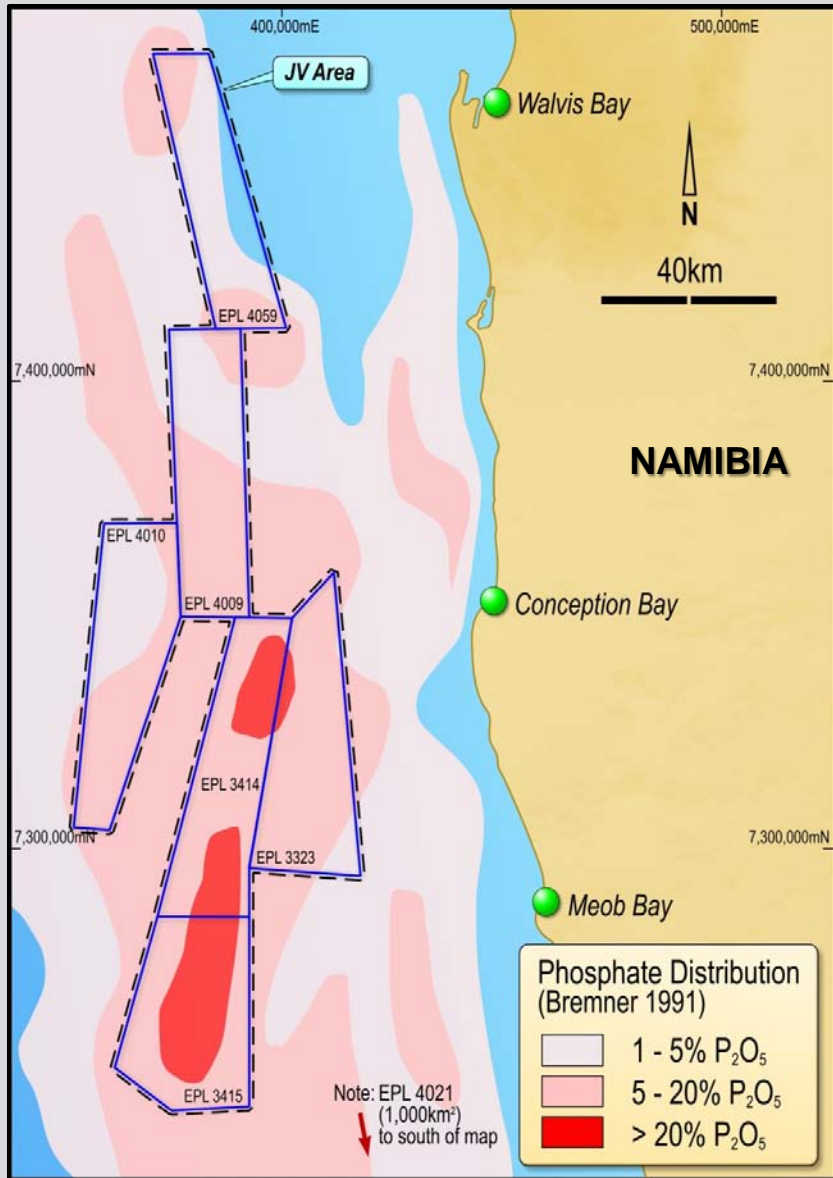 400,000mE
500,000mE
JV Area
Walvis Bay
N
40km
EPL 4059
7,400,000mN
7,400,000mN
NAMIBIA
EPL 4010
EPL 4009
Conception Bay
EPL 3414
7,300,000mN
7,300,000mN
EPL 3323
Meob Bay
Phosphate Distribution
(Bremner 1991)
1 - 5% P₂O₅
5 - 20% P₂O₅
> 20% P₂O₅
EPL 3415
Note: EPL 4021
(1,000km²)
to south of map